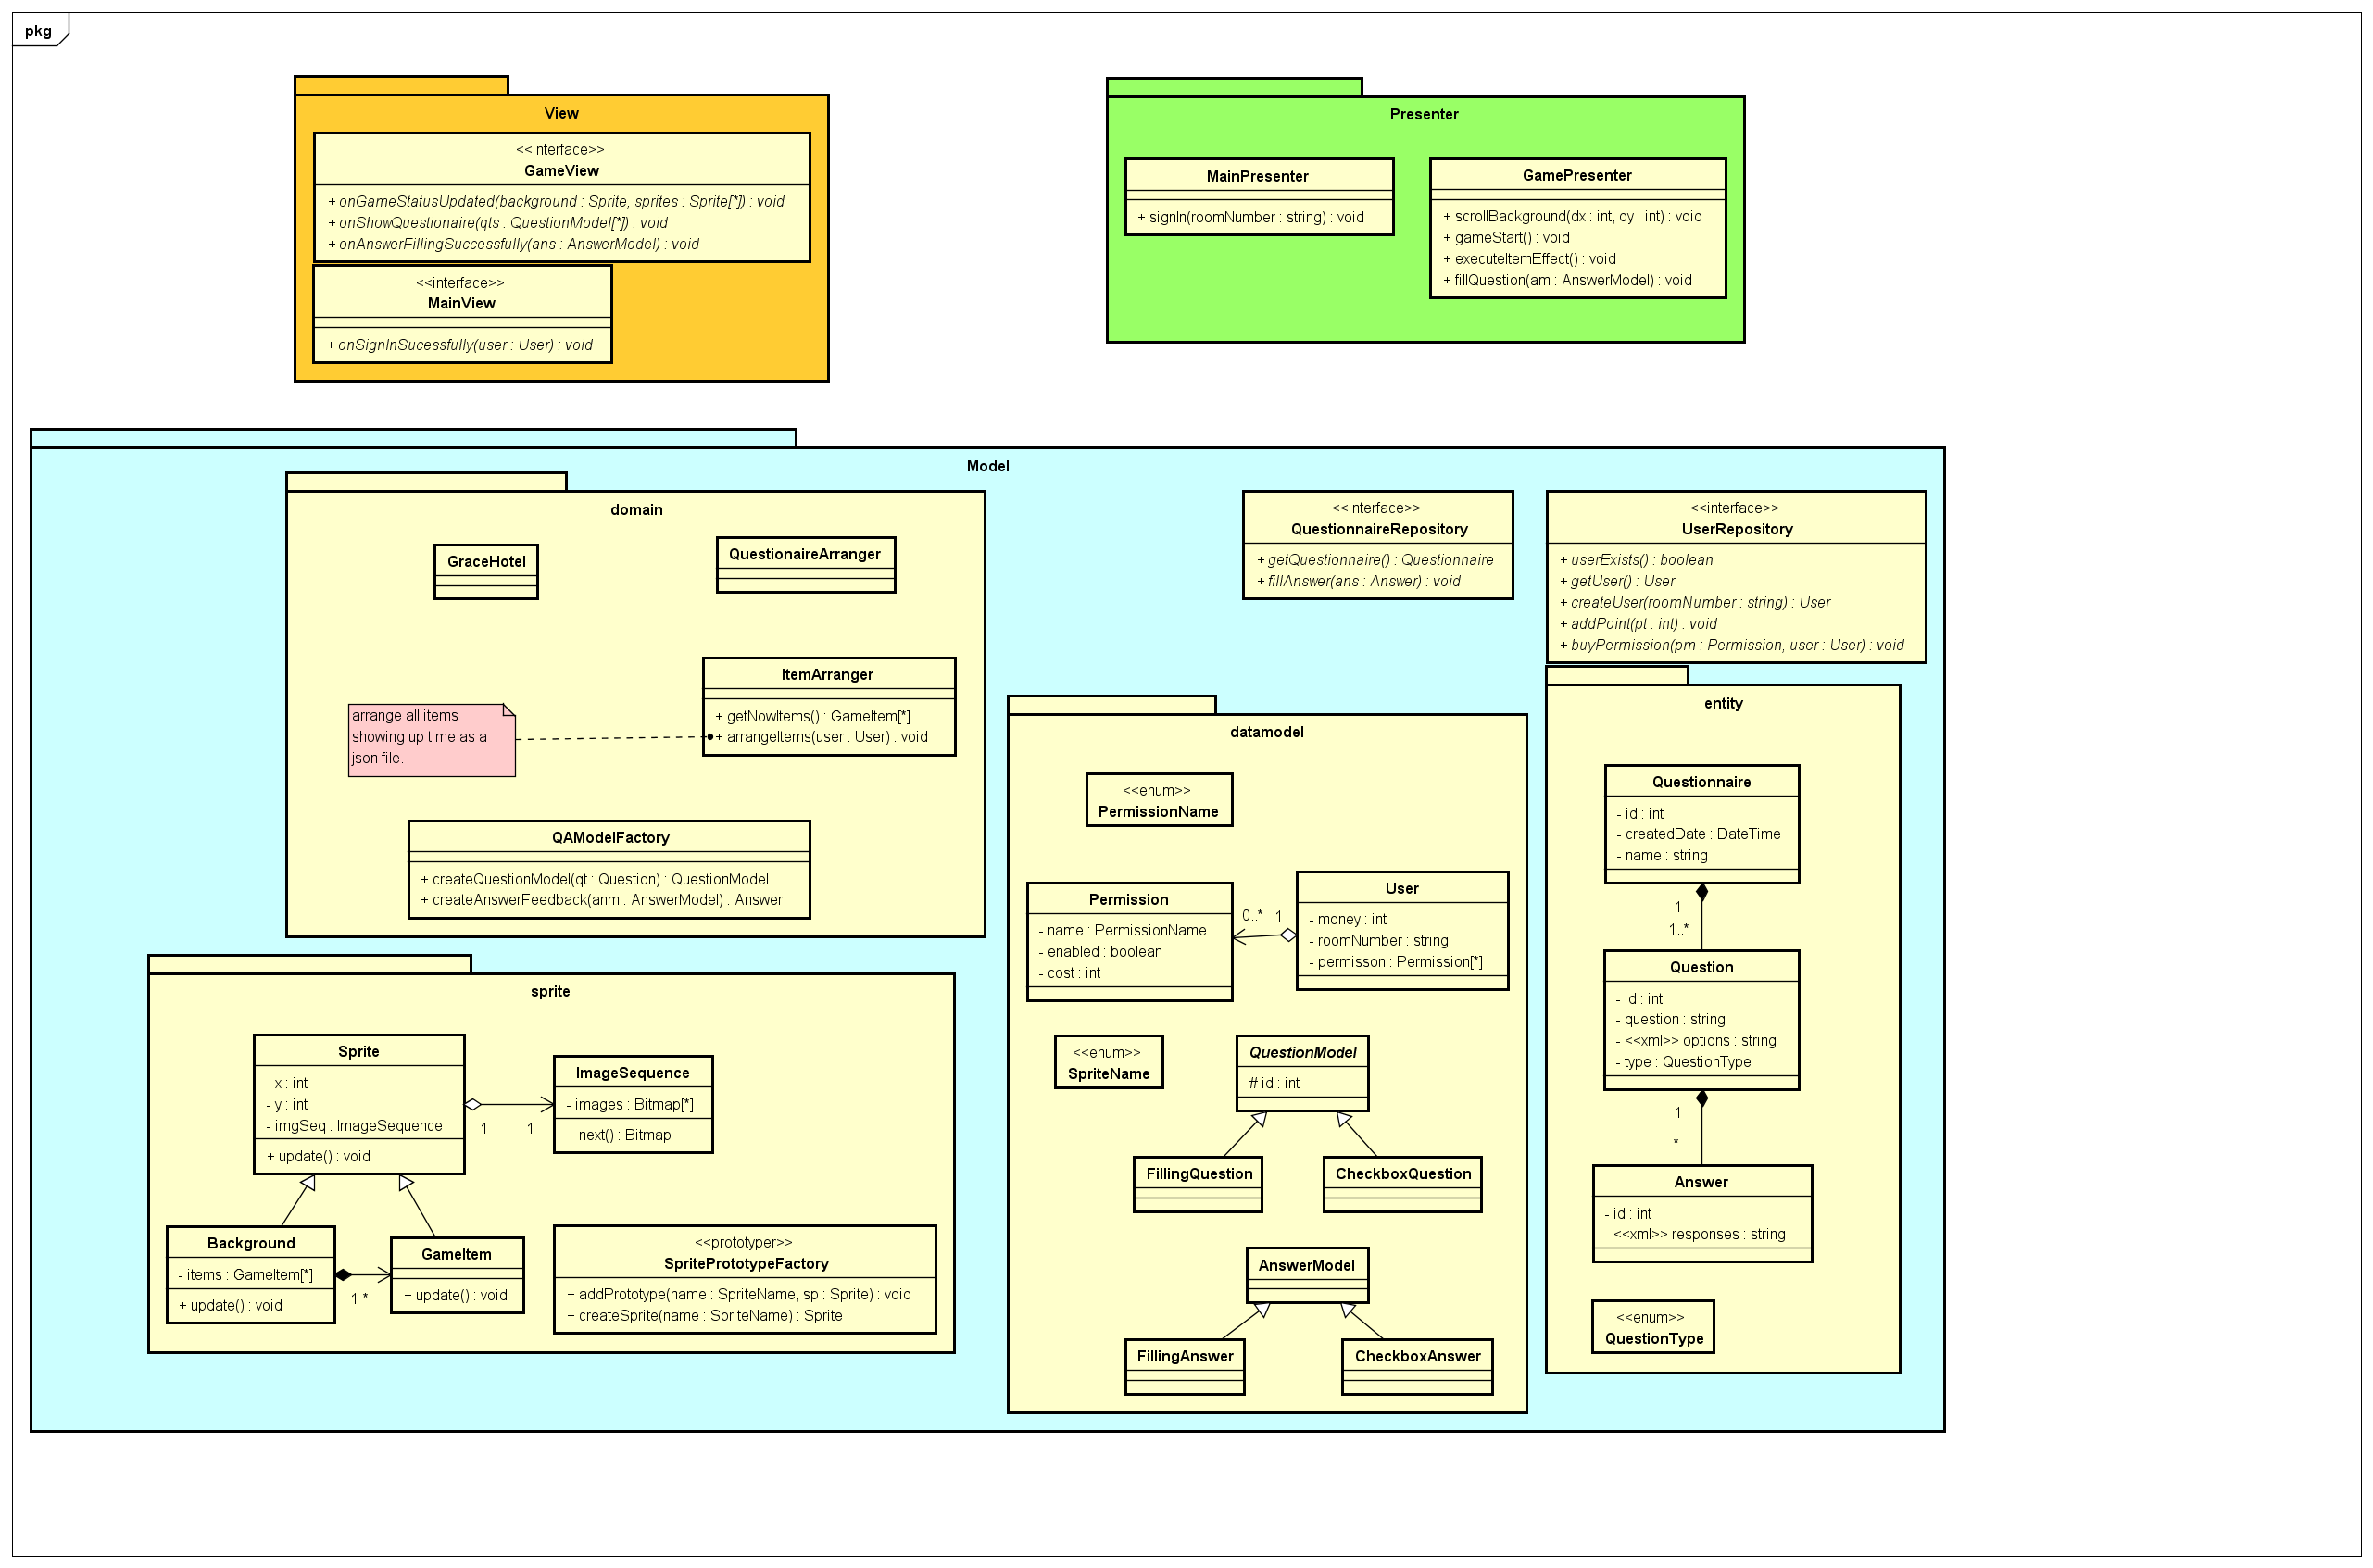 pkg
View
<<interface>>
GameView
+ onGameStatusUpdated(background : Sprite, sprites : Sprite[*]) : void
+ onShowQuestionaire(qts : QuestionModel[*]) : void
+ onAnswerFillingSuccessfully(ans : AnswerModel) : void
<<interface>>
MainView
+ onSignInSucessfully(user : User) : void
Presenter
MainPresenter
+ signIn(roomNumber : string) : void
GamePresenter
+ scrollBackground(dx : int, dy : int) : void
+ gameStart() : void
+ executeItemEffect() : void
+ fillQuestion(am : AnswerModel) : void
Model
domain
GraceHotel
QuestionaireArranger
ItemArranger
+ getNowItems() : GameItem[*]
+ arrangeItems(user : User) : void
arrange all items
showing up time as a
json file.
QAModelFactory
+ createQuestionModel(qt : Question) : QuestionModel
+ createAnswerFeedback(anm : AnswerModel) : Answer
<<interface>>
QuestionnaireRepository
+ getQuestionnaire() : Questionnaire
+ fillAnswer(ans : Answer) : void
<<interface>>
UserRepository
+ userExists() : boolean
+ getUser() : User
+ createUser(roomNumber : string) : User
+ addPoint(pt : int) : void
+ buyPermission(pm : Permission, user : User) : void
sprite
Sprite
- x : int
- y : int
- imgSeq : ImageSequence
+ update() : void
1
1
ImageSequence
- images : Bitmap[*]
+ next() : Bitmap
Background
- items : GameItem[*]
+ update() : void
1 *
GameItem
+ update() : void
<<prototyper>>
SpritePrototypeFactory
+ addPrototype(name : SpriteName, sp : Sprite) : void
+ createSprite(name : SpriteName) : Sprite
datamodel
<<enum>>
PermissionName
Permission
- name : PermissionName
- enabled : boolean
- cost : int
0..*
1
User
- money : int
- roomNumber : string
- permisson : Permission[*]
<<enum>>
SpriteName
QuestionModel
# id : int
FillingQuestion
CheckboxQuestion
AnswerModel
FillingAnswer
CheckboxAnswer
entity
Questionnaire
- id : int
- createdDate : DateTime
- name : string
1
1..*
Question
- id : int
- question : string
- <<xml>> options : string
- type : QuestionType
1
*
Answer
- id : int
- <<xml>> responses : string
<<enum>>
QuestionType